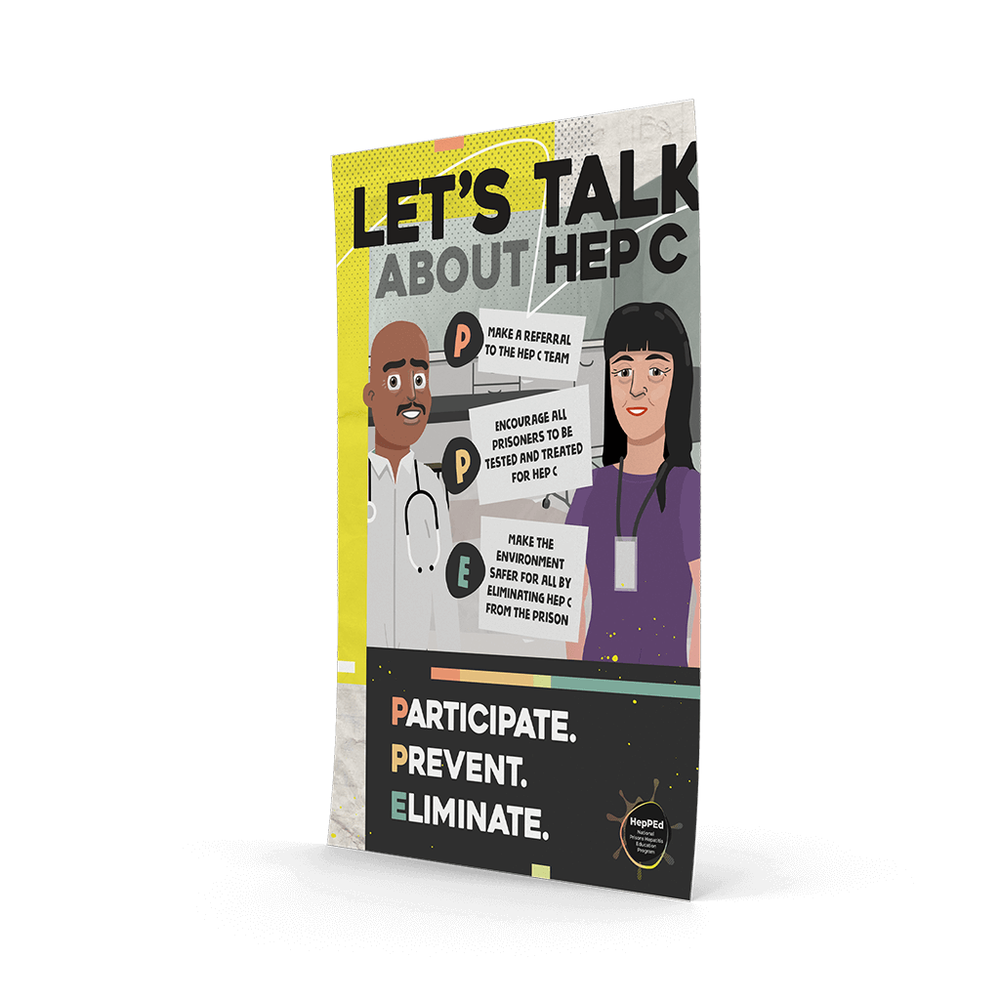 LET'S TALK
ABOUT HEP C
P
MAKE A REFERRAL
TO THE HEP C TEAM
P
ENCOURAGE ALL
PRISONERS TO BE
TESTED AND TREATED
FOR HEP C
E
MAKE THE
ENVIRONMENT
SAFER FOR ALL BY
ELIMINATING HEP C
FROM THE PRISON
PARTICIPATE.
PREVENT.
ELIMINATE.
HepPEd
National
Prisons Hepatitis
Education
Program